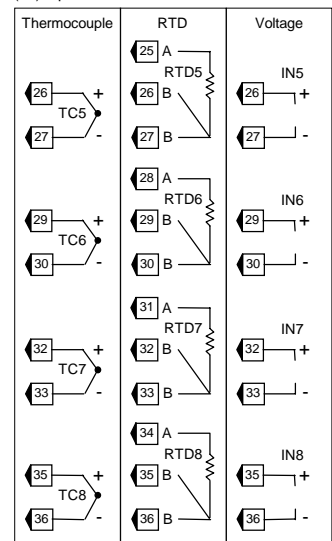 Thermocouple RTD Voltage
25 A
RTD5 IN5
26 + 26 B 26 +
TC5
27 - 27 B 27 -
28 A
RTD6 IN6
29 + 29 B 29 +
TC6
30 - 30 B 30 -
31 A
RTD7 IN7
32 + 32 B 32 +
TC7
33 - 33 B 33 -
34 A
RTD8 IN8
35 + 35 B 35 +
TC8
36 - 36 B 36 -